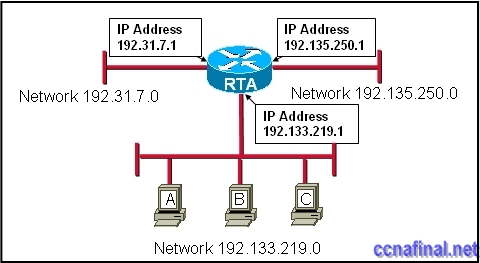 IP Address
192.31.7.1
IP Address
192.135.250.1
RTA
Network 192.31.7.0
Network 192.135.250.0
IP Address
192.133.219.1
A
B
C
Network 192.133.219.0
ccnafinal.net